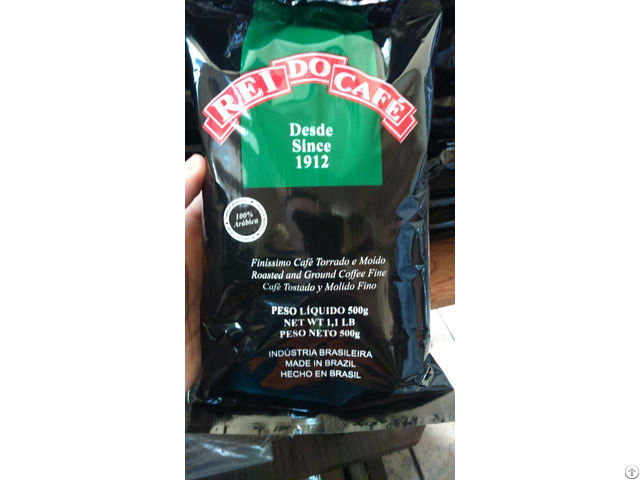 REI DO CAFÉ
Desde
Since
1912
100%
Arábica
Finíssimo Café Torrado e Moído
Roasted and Ground Coffee Fine
Café Tostado y Molido Fino
PESO LÍQUIDO 500g
NET WT 1,1 LB
PESO NETO 500g
INDÚSTRIA BRASILEIRA
MADE IN BRAZIL
HECHO EN BRASIL